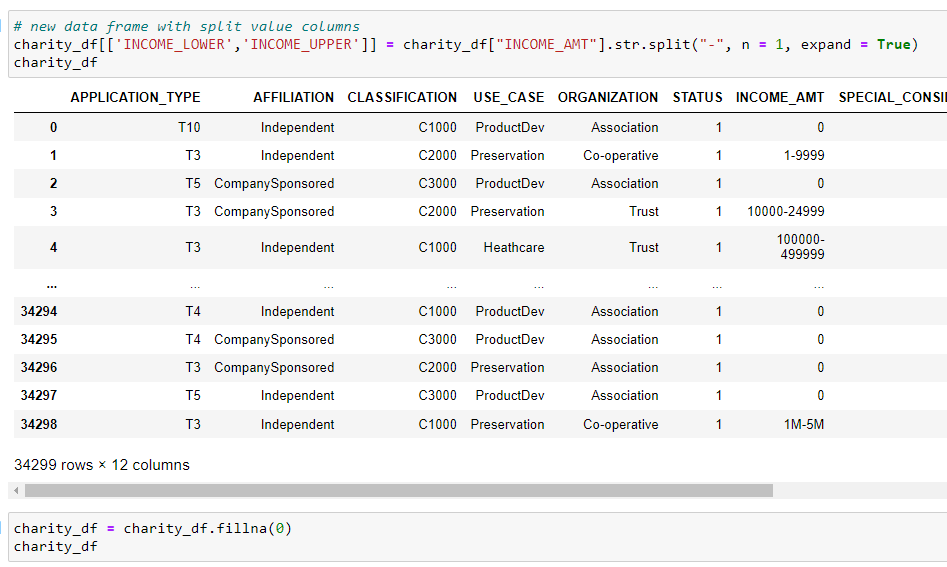 # new data frame with split value columns
charity_df[['INCOME_LOWER','INCOME_UPPER']] = charity_df["INCOME_AMT"].str.split("-", n = 1, expand = True)
charity_df
APPLICATION_TYPE AFFILIATION CLASSIFICATION USE_CASE ORGANIZATION STATUS INCOME_AMT SPECIAL_CONSI
0 T10 Independent C1000 ProductDev Association 1 0
1 T3 Independent C2000 Preservation Co-operative 1 1-9999
2 T5 CompanySponsored C3000 ProductDev Association 1 0
3 T3 CompanySponsored C2000 Preservation Trust 1 10000-24999
4 T3 Independent C1000 Heathcare Trust 1 100000-
499999
... ... ... ... ... ... ... ...
34294 T4 Independent C1000 ProductDev Association 1 0
34295 T4 CompanySponsored C3000 ProductDev Association 1 0
34296 T3 CompanySponsored C2000 Preservation Association 1 0
34297 T5 Independent C3000 ProductDev Association 1 0
34298 T3 Independent C1000 Preservation Co-operative 1 1M-5M
34299 rows × 12 columns
charity_df = charity_df.fillna(0)
charity_df